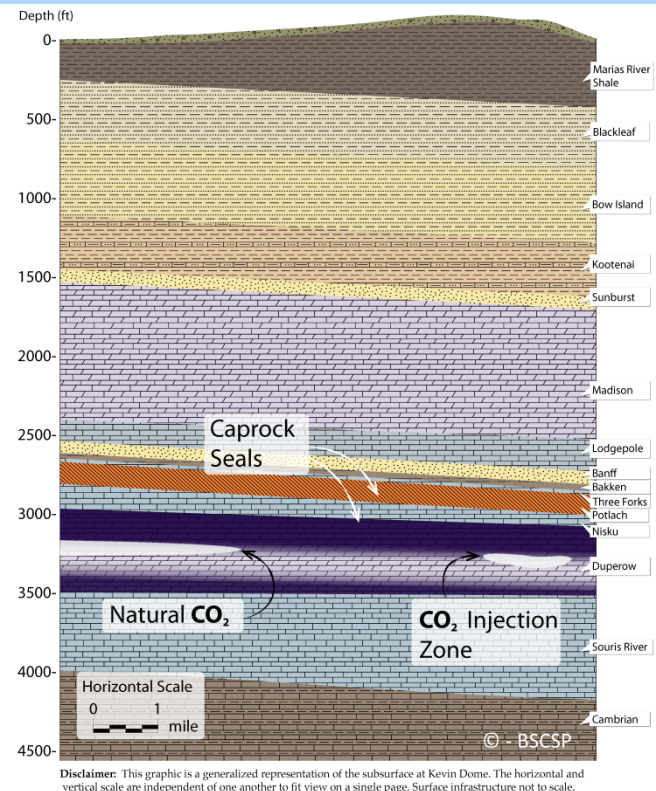 Depth (ft)
0-
Marias River
Shale
500-
Blackleaf
1000-
Bow Island
Kootenai
1500-
Sunburst
2000-
Madison
Caprock
Seals
2500-
Lodgepole
Banff
Bakken
Three Forks
Potlach
3000-
Nisku
Duperow
3500-
Natural CO₂
CO₂ Injection
Zone
Souris River
4000-
Horizontal Scale
0 1
mile
Cambrian
© - BSCSP
4500-
Disclaimer: This graphic is a generalized representation of the subsurface at Kevin Dome. The horizontal and
vertical scale are independent of one another to fit view on a single page. Surface infrastructure not to scale.